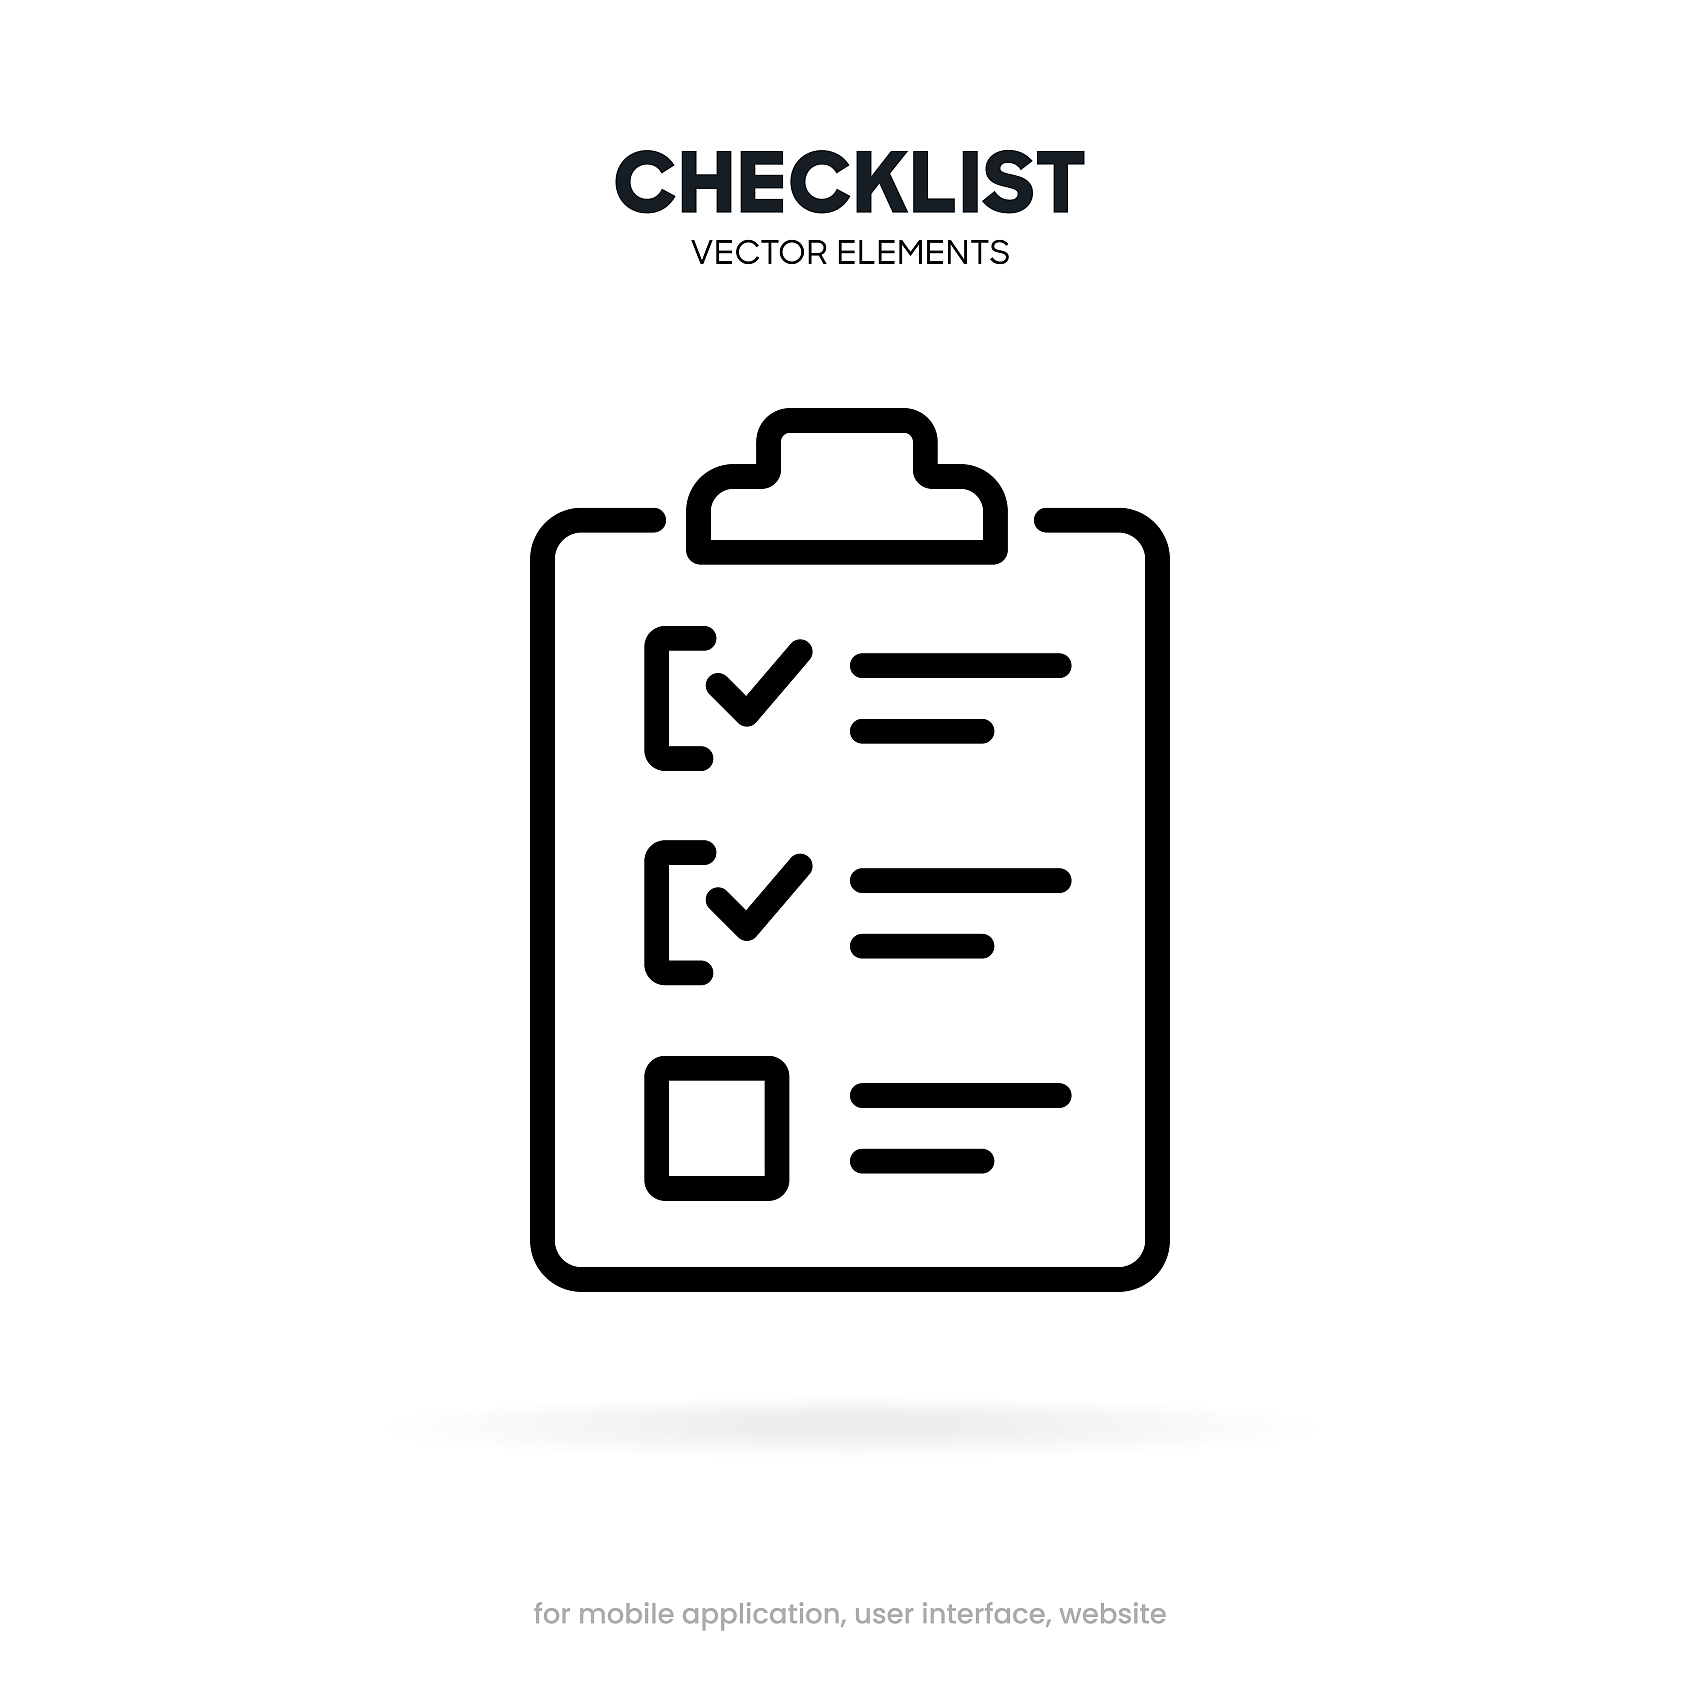 CHECKLIST
VECTOR ELEMENTS
for mobile application, user interface, website